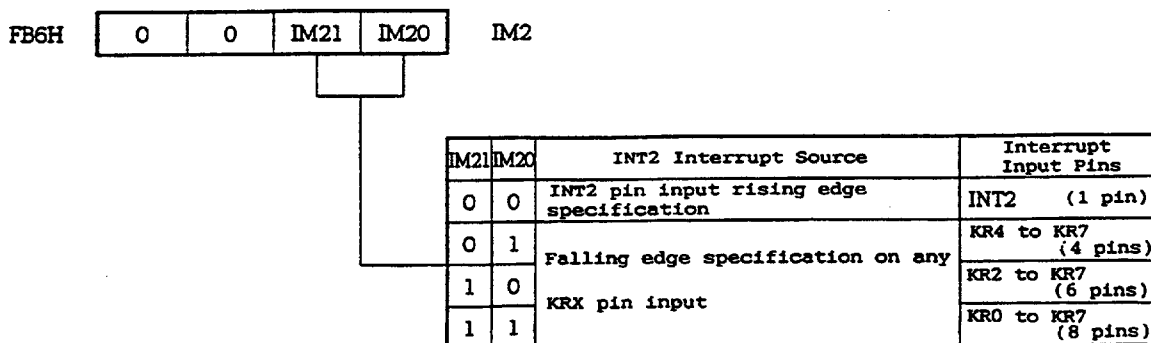 FB6H 0 0 IM21 IM20 IM2
IM21 IM20 INT2 Interrupt Source Interrupt Input Pins
0 0 INT2 pin input rising edge specification INT2 (1 pin)
0 1 Falling edge specification on any KRX pin input KR4 to KR7 (4 pins)
1 0 KR2 to KR7 (6 pins)
1 1 KR0 to KR7 (8 pins)